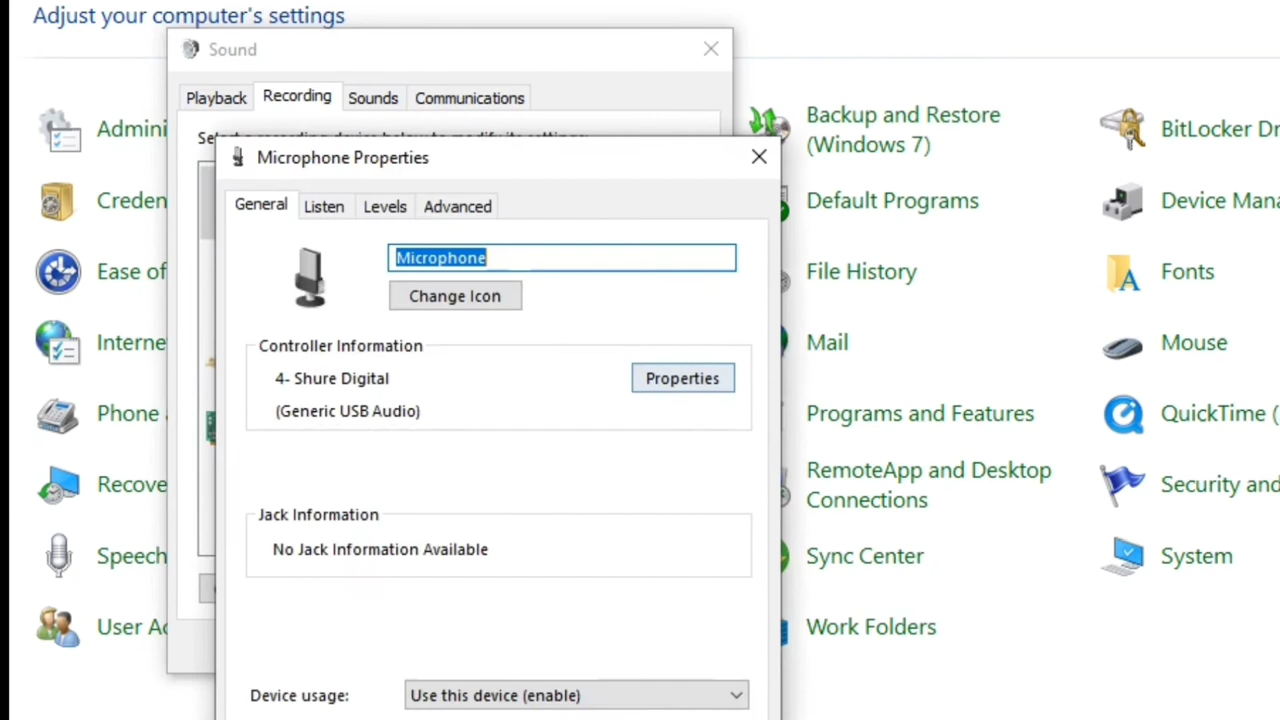 Adjust your computer's settings
Sound
Playback
Recording
Sounds
Communications
Microphone Properties
General
Listen
Levels
Advanced
Microphone
Change Icon
Controller Information
4- Shure Digital
Properties
(Generic USB Audio)
Jack Information
No Jack Information Available
Device usage:
Use this device (enable)
Admini
Creden
Ease of
Interne
Phone
Recove
Speech
User Ac
Backup and Restore
(Windows 7)
Default Programs
File History
Mail
Programs and Features
RemoteApp and Desktop
Connections
Sync Center
Work Folders
BitLocker Dr
Device Mana
Fonts
Mouse
QuickTime (
Security and
System